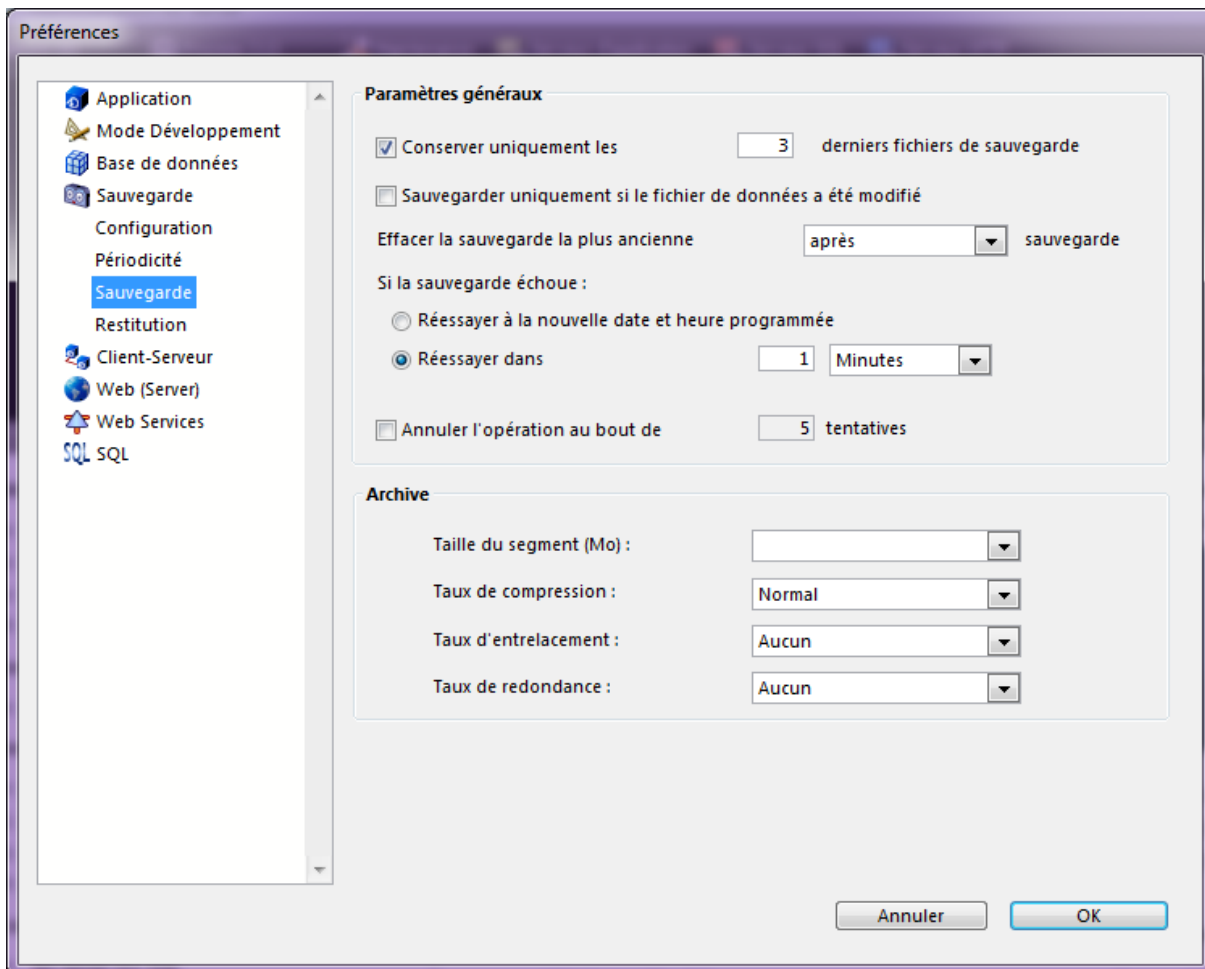 Préférences
Application
Mode Développement
Base de données
Sauvegarde
Configuration
Périodicité
Sauvegarde
Restitution
Client-Serveur
Web (Server)
Web Services
SQL SQL
Paramètres généraux
Conserver uniquement les 3 derniers fichiers de sauvegarde
Sauvegarder uniquement si le fichier de données a été modifié
Effacer la sauvegarde la plus ancienne après sauvegarde
Si la sauvegarde échoue :
Réessayer à la nouvelle date et heure programmée
Réessayer dans 1 Minutes
Annuler l'opération au bout de 5 tentatives
Archive
Taille du segment (Mo) :
Taux de compression : Normal
Taux d'entrelacement : Aucun
Taux de redondance : Aucun
Annuler OK